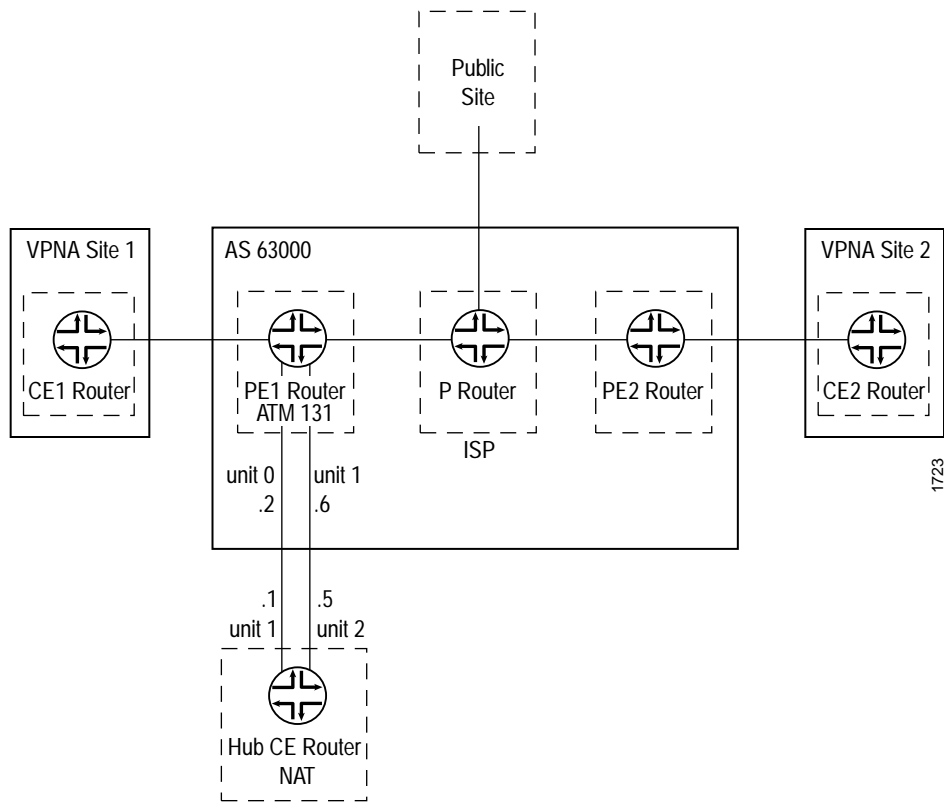 Public
Site
VPNA Site 1
AS 63000
VPNA Site 2
CE1 Router
PE1 Router
ATM 131
P Router
PE2 Router
CE2 Router
ISP
unit 0
unit 1
.2
.6
1723
.1
.5
unit 1
unit 2
Hub CE Router
NAT